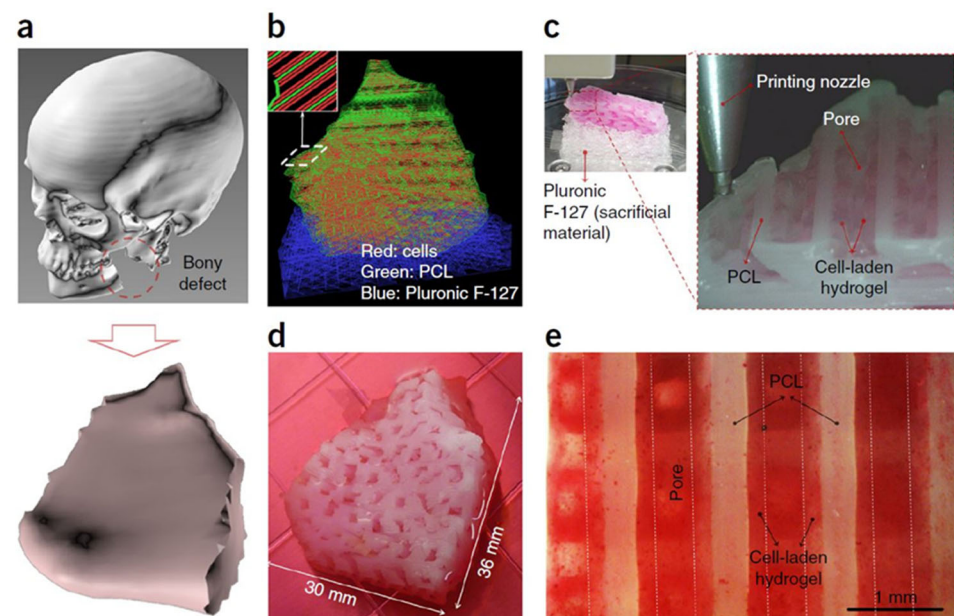 a
Bony
defect
b
Red: cells
Green: PCL
Blue: Pluronic F-127
c
Printing nozzle
Pore
Pluronic
F-127 (sacrificial
material)
PCL
Cell-laden
hydrogel
d
30 mm
36 mm
e
PCL
Pore
Cell-laden
hydrogel
1 mm